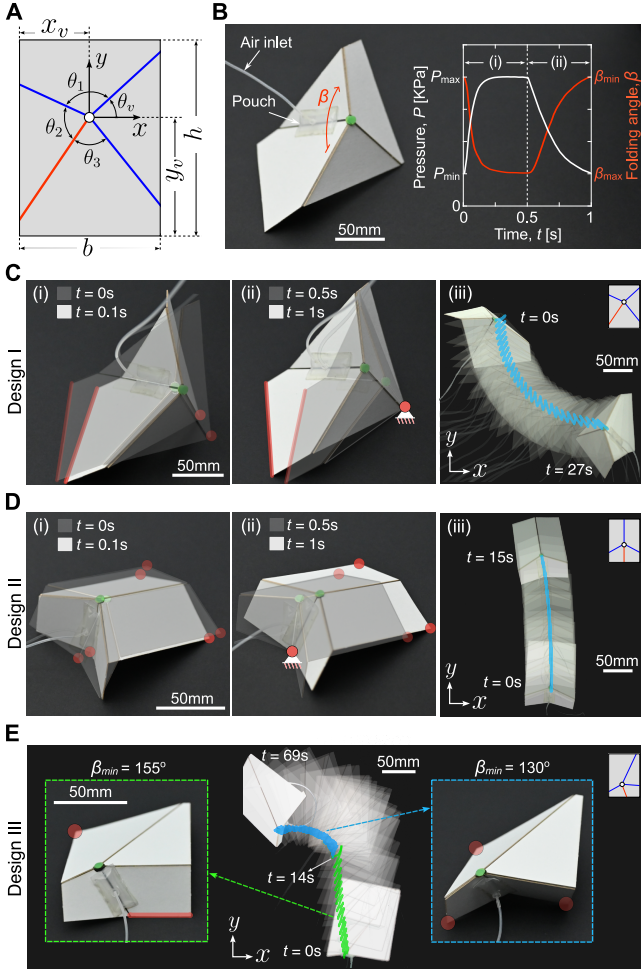 A
x_v
y
θ_1
θ_v
x
θ_2
θ_3
y_v
h
b
B
Air inlet
Pouch
β
50mm
Pressure, P [KPa]
P_max
P_min
(i)
(ii)
β_min
β_max
Folding angle, β
0
0.5
1
Time, t [s]
C
Design I
(i)
t = 0s
t = 0.1s
50mm
(ii)
t = 0.5s
t = 1s
(iii)
t = 0s
50mm
y
x
t = 27s
D
Design II
(i)
t = 0s
t = 0.1s
50mm
(ii)
t = 0.5s
t = 1s
(iii)
t = 15s
50mm
y
x
t = 0s
E
Design III
β_min = 155°
50mm
t = 69s
50mm
β_min = 130°
t = 14s
y
x
t = 0s